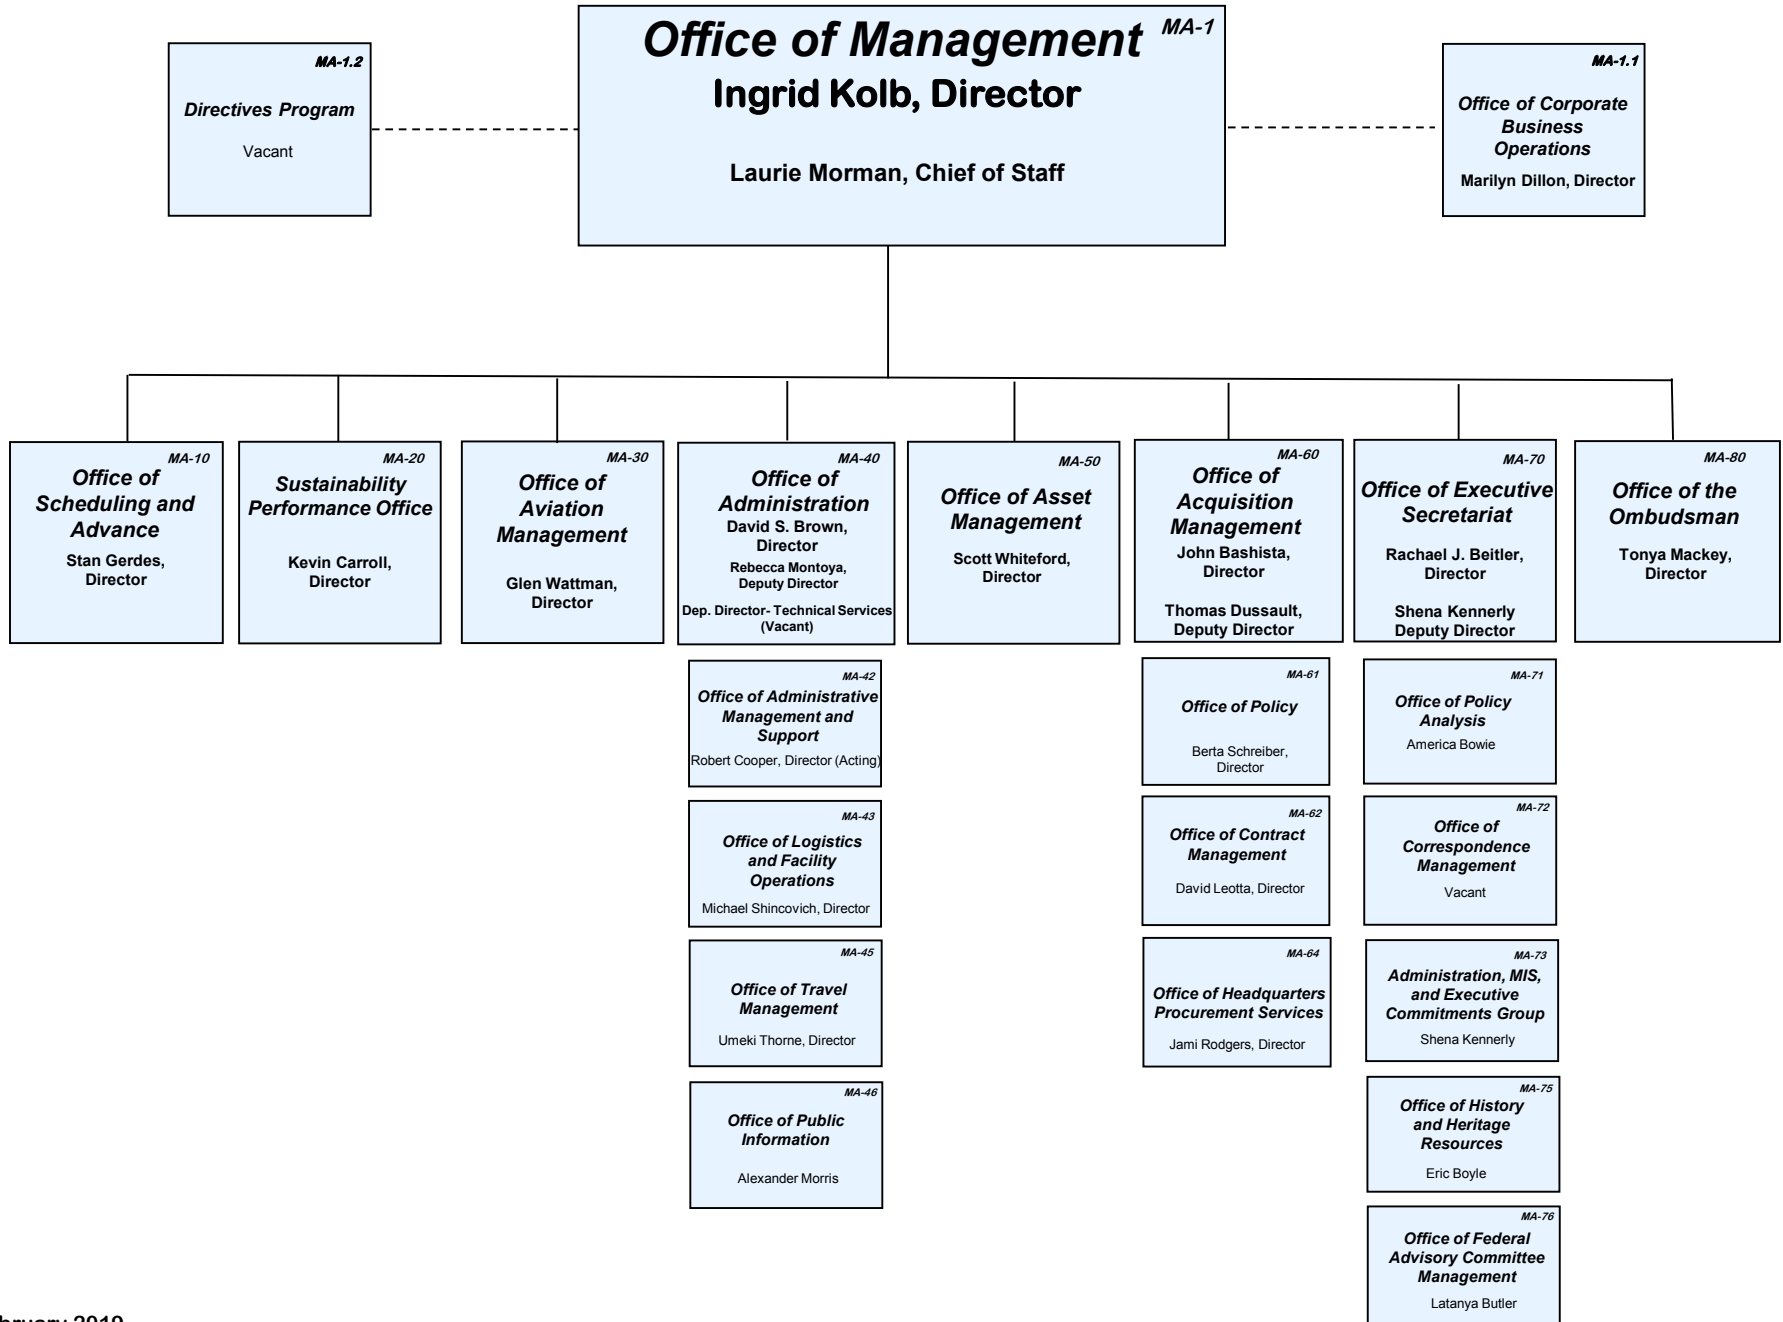 MA-1
Office of Management
Ingrid Kolb, Director
Laurie Morman, Chief of Staff
MA-1.2
Directives Program
Vacant
MA-1.1
Office of Corporate
Business
Operations
Marilyn Dillon, Director
MA-10
Office of
Scheduling and
Advance
Stan Gerdes,
Director
MA-20
Sustainability
Performance Office
Kevin Carroll,
Director
MA-30
Office of
Aviation
Management
Glen Wattman,
Director
MA-40
Office of
Administration
David S. Brown,
Director
Rebecca Montoya,
Deputy Director
Dep. Director- Technical Services
(Vacant)
MA-50
Office of Asset
Management
Scott Whiteford,
Director
MA-60
Office of
Acquisition
Management
John Bashista,
Director
Thomas Dussault,
Deputy Director
MA-70
Office of Executive
Secretariat
Rachael J. Beitler,
Director
Shena Kennerly
Deputy Director
MA-80
Office of the
Ombudsman
Tonya Mackey,
Director
MA-42
Office of Administrative
Management and
Support
Robert Cooper, Director (Acting)
MA-43
Office of Logistics
and Facility
Operations
Michael Shincovich, Director
MA-45
Office of Travel
Management
Umeki Thorne, Director
MA-46
Office of Public
Information
Alexander Morris
MA-61
Office of Policy
Berta Schreiber,
Director
MA-62
Office of Contract
Management
David Leotta, Director
MA-64
Office of Headquarters
Procurement Services
Jami Rodgers, Director
MA-71
Office of Policy
Analysis
America Bowie
MA-72
Office of
Correspondence
Management
Vacant
MA-73
Administration, MIS,
and Executive
Commitments Group
Shena Kennerly
MA-75
Office of History
and Heritage
Resources
Eric Boyle
MA-76
Office of Federal
Advisory Committee
Management
Latanya Butler
2019